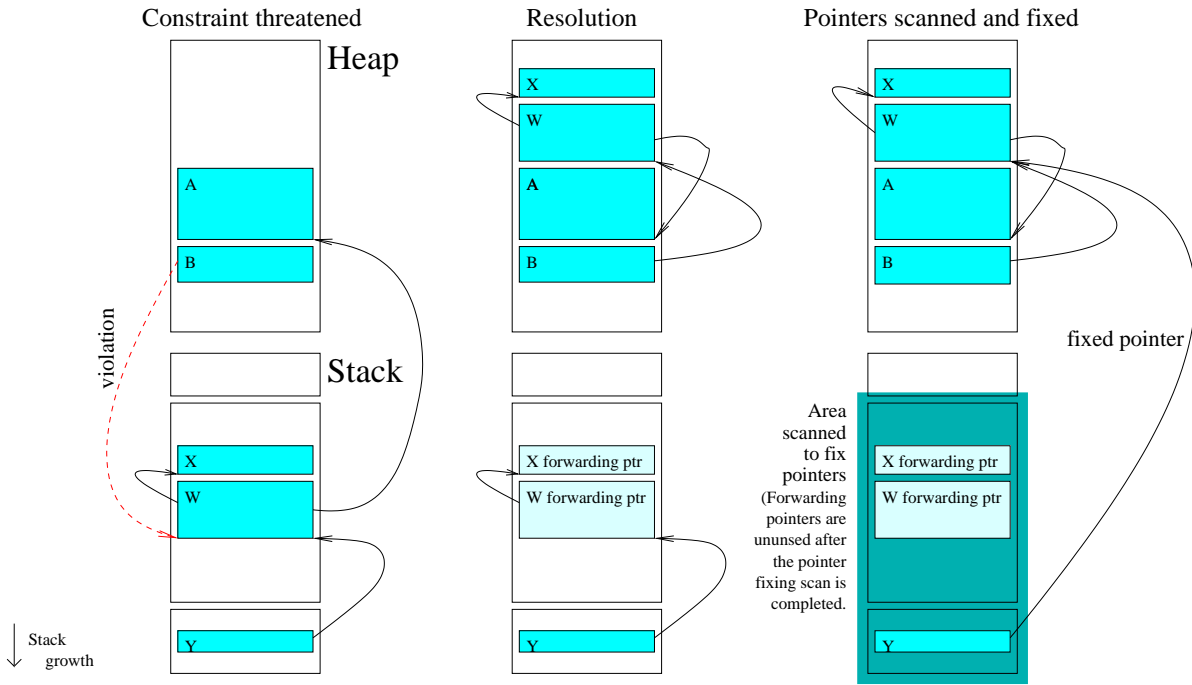 Constraint threatened
Resolution
Pointers scanned and fixed
Heap
A
B
violation
Stack
X
W
Y
Stack
growth
X
W
A
B
X forwarding ptr
W forwarding ptr
Y
X
W
A
B
fixed pointer
Area
scanned
to fix
pointers
(Forwarding
pointers are
ununsed after
the pointer
fixing scan is
completed.
X forwarding ptr
W forwarding ptr
Y